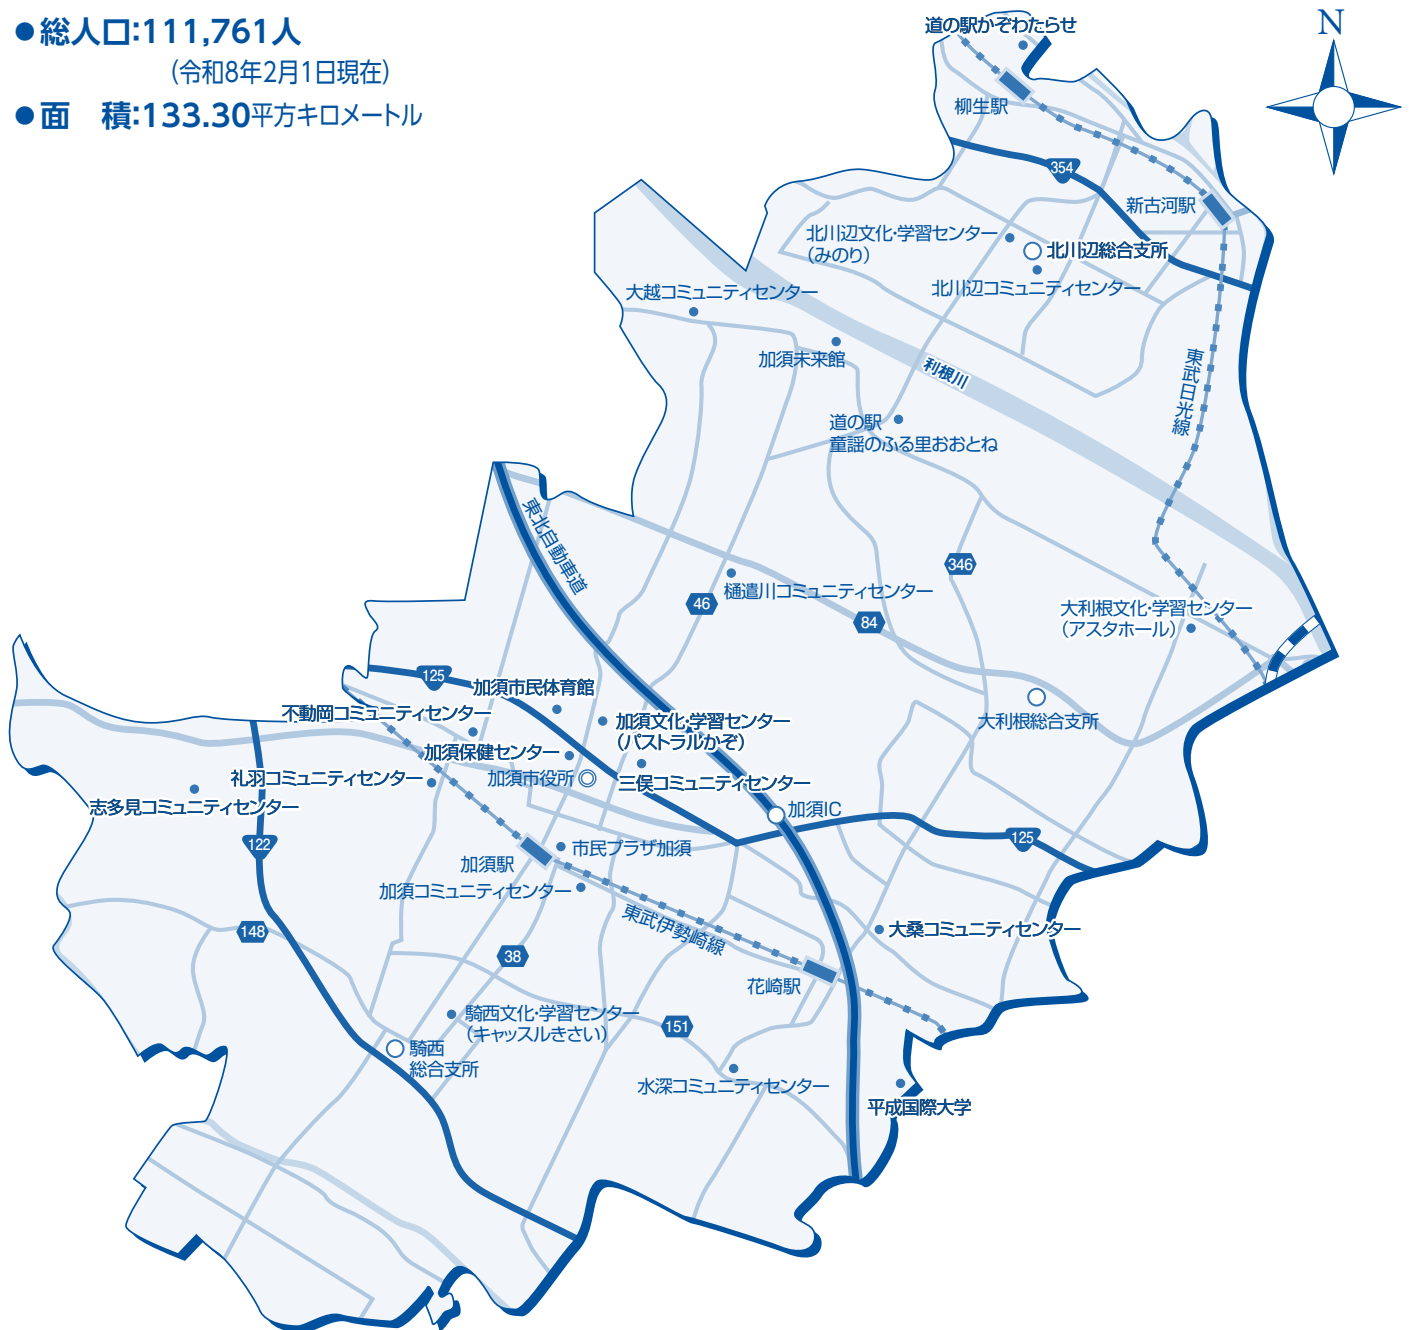 ●総人口:111,761人
(令和8年2月1日現在)
●面　積:133.30平方キロメートル
N
道の駅かぞわたらせ
柳生駅
354
新古河駅
北川辺文化・学習センター
(みのり)
北川辺総合支所
北川辺コミュニティセンター
大越コミュニティセンター
加須未来館
利根川
東武日光線
道の駅
童謡のふる里おおとね
東北自動車道
346
樋遣川コミュニティセンター
46
84
大利根文化・学習センター
(アスタホール)
125
加須市民体育館
不動岡コミュニティセンター
加須文化・学習センター
(パストラルかぞ)
大利根総合支所
加須保健センター
礼羽コミュニティセンター
加須市役所
三俣コミュニティセンター
志多見コミュニティセンター
加須IC
122
125
市民プラザ加須
加須駅
加須コミュニティセンター
東武伊勢崎線
148
大桑コミュニティセンター
38
花崎駅
騎西文化・学習センター
(キャッスルきさい)
151
騎西
総合支所
水深コミュニティセンター
平成国際大学